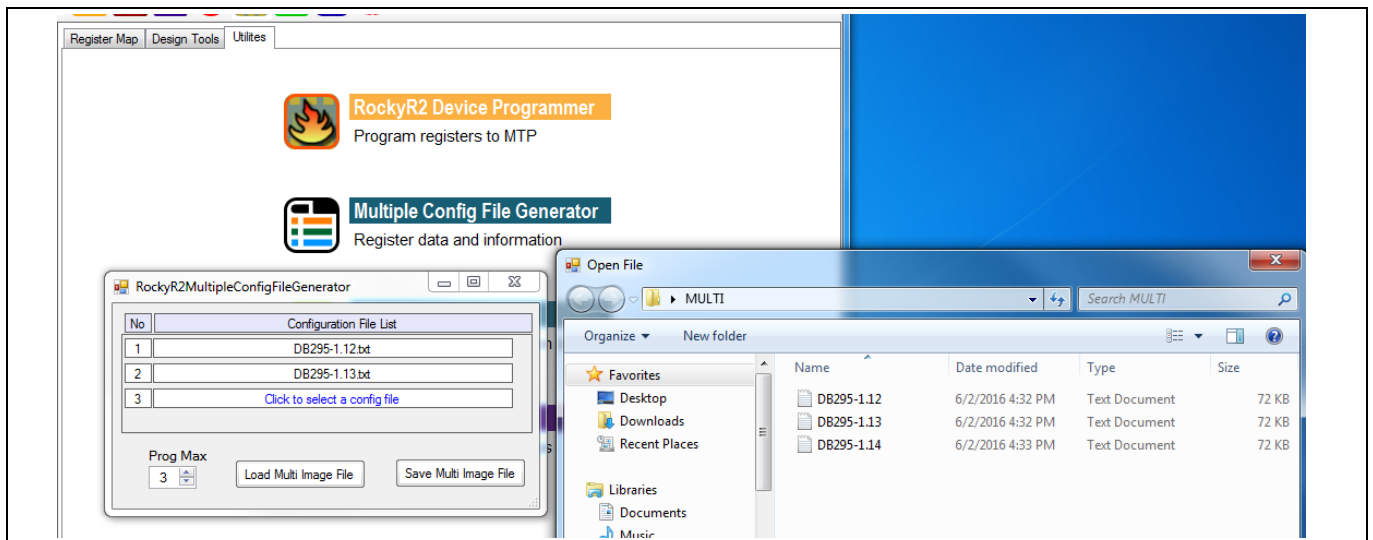 Register Map Design Tools Utilites
RockyR2 Device Programmer
Program registers to MTP
Multiple Config File Generator
Register data and information
RockyR2MultipleConfigFileGenerator
No Configuration File List
1 DB295-1.12.txt
2 DB295-1.13.txt
3 Click to select a config file
Prog Max
3 Load Multi Image File Save Multi Image File
Open File
MULTI Search MULTI
Organize New folder
Favorites
Desktop
Downloads
Recent Places
Libraries
Documents
Music
Name Date modified Type Size
DB295-1.12 6/2/2016 4:32 PM Text Document 72 KB
DB295-1.13 6/2/2016 4:32 PM Text Document 72 KB
DB295-1.14 6/2/2016 4:33 PM Text Document 72 KB